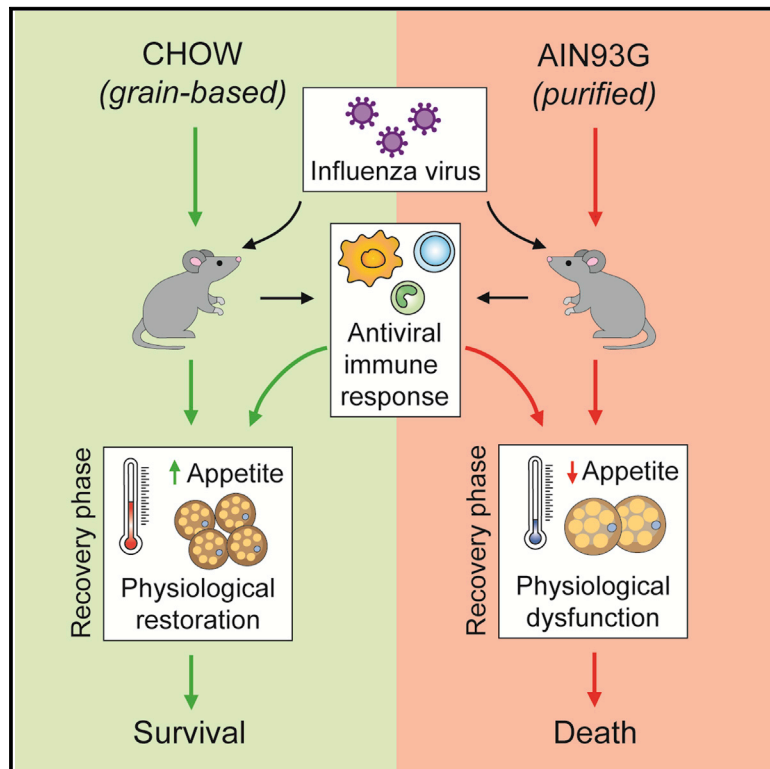 CHOW
(grain-based)
AIN93G
(purified)
Influenza virus
Antiviral
immune
response
Recovery phase
Appetite
Physiological
restoration
Recovery phase
Appetite
Physiological
dysfunction
Survival
Death